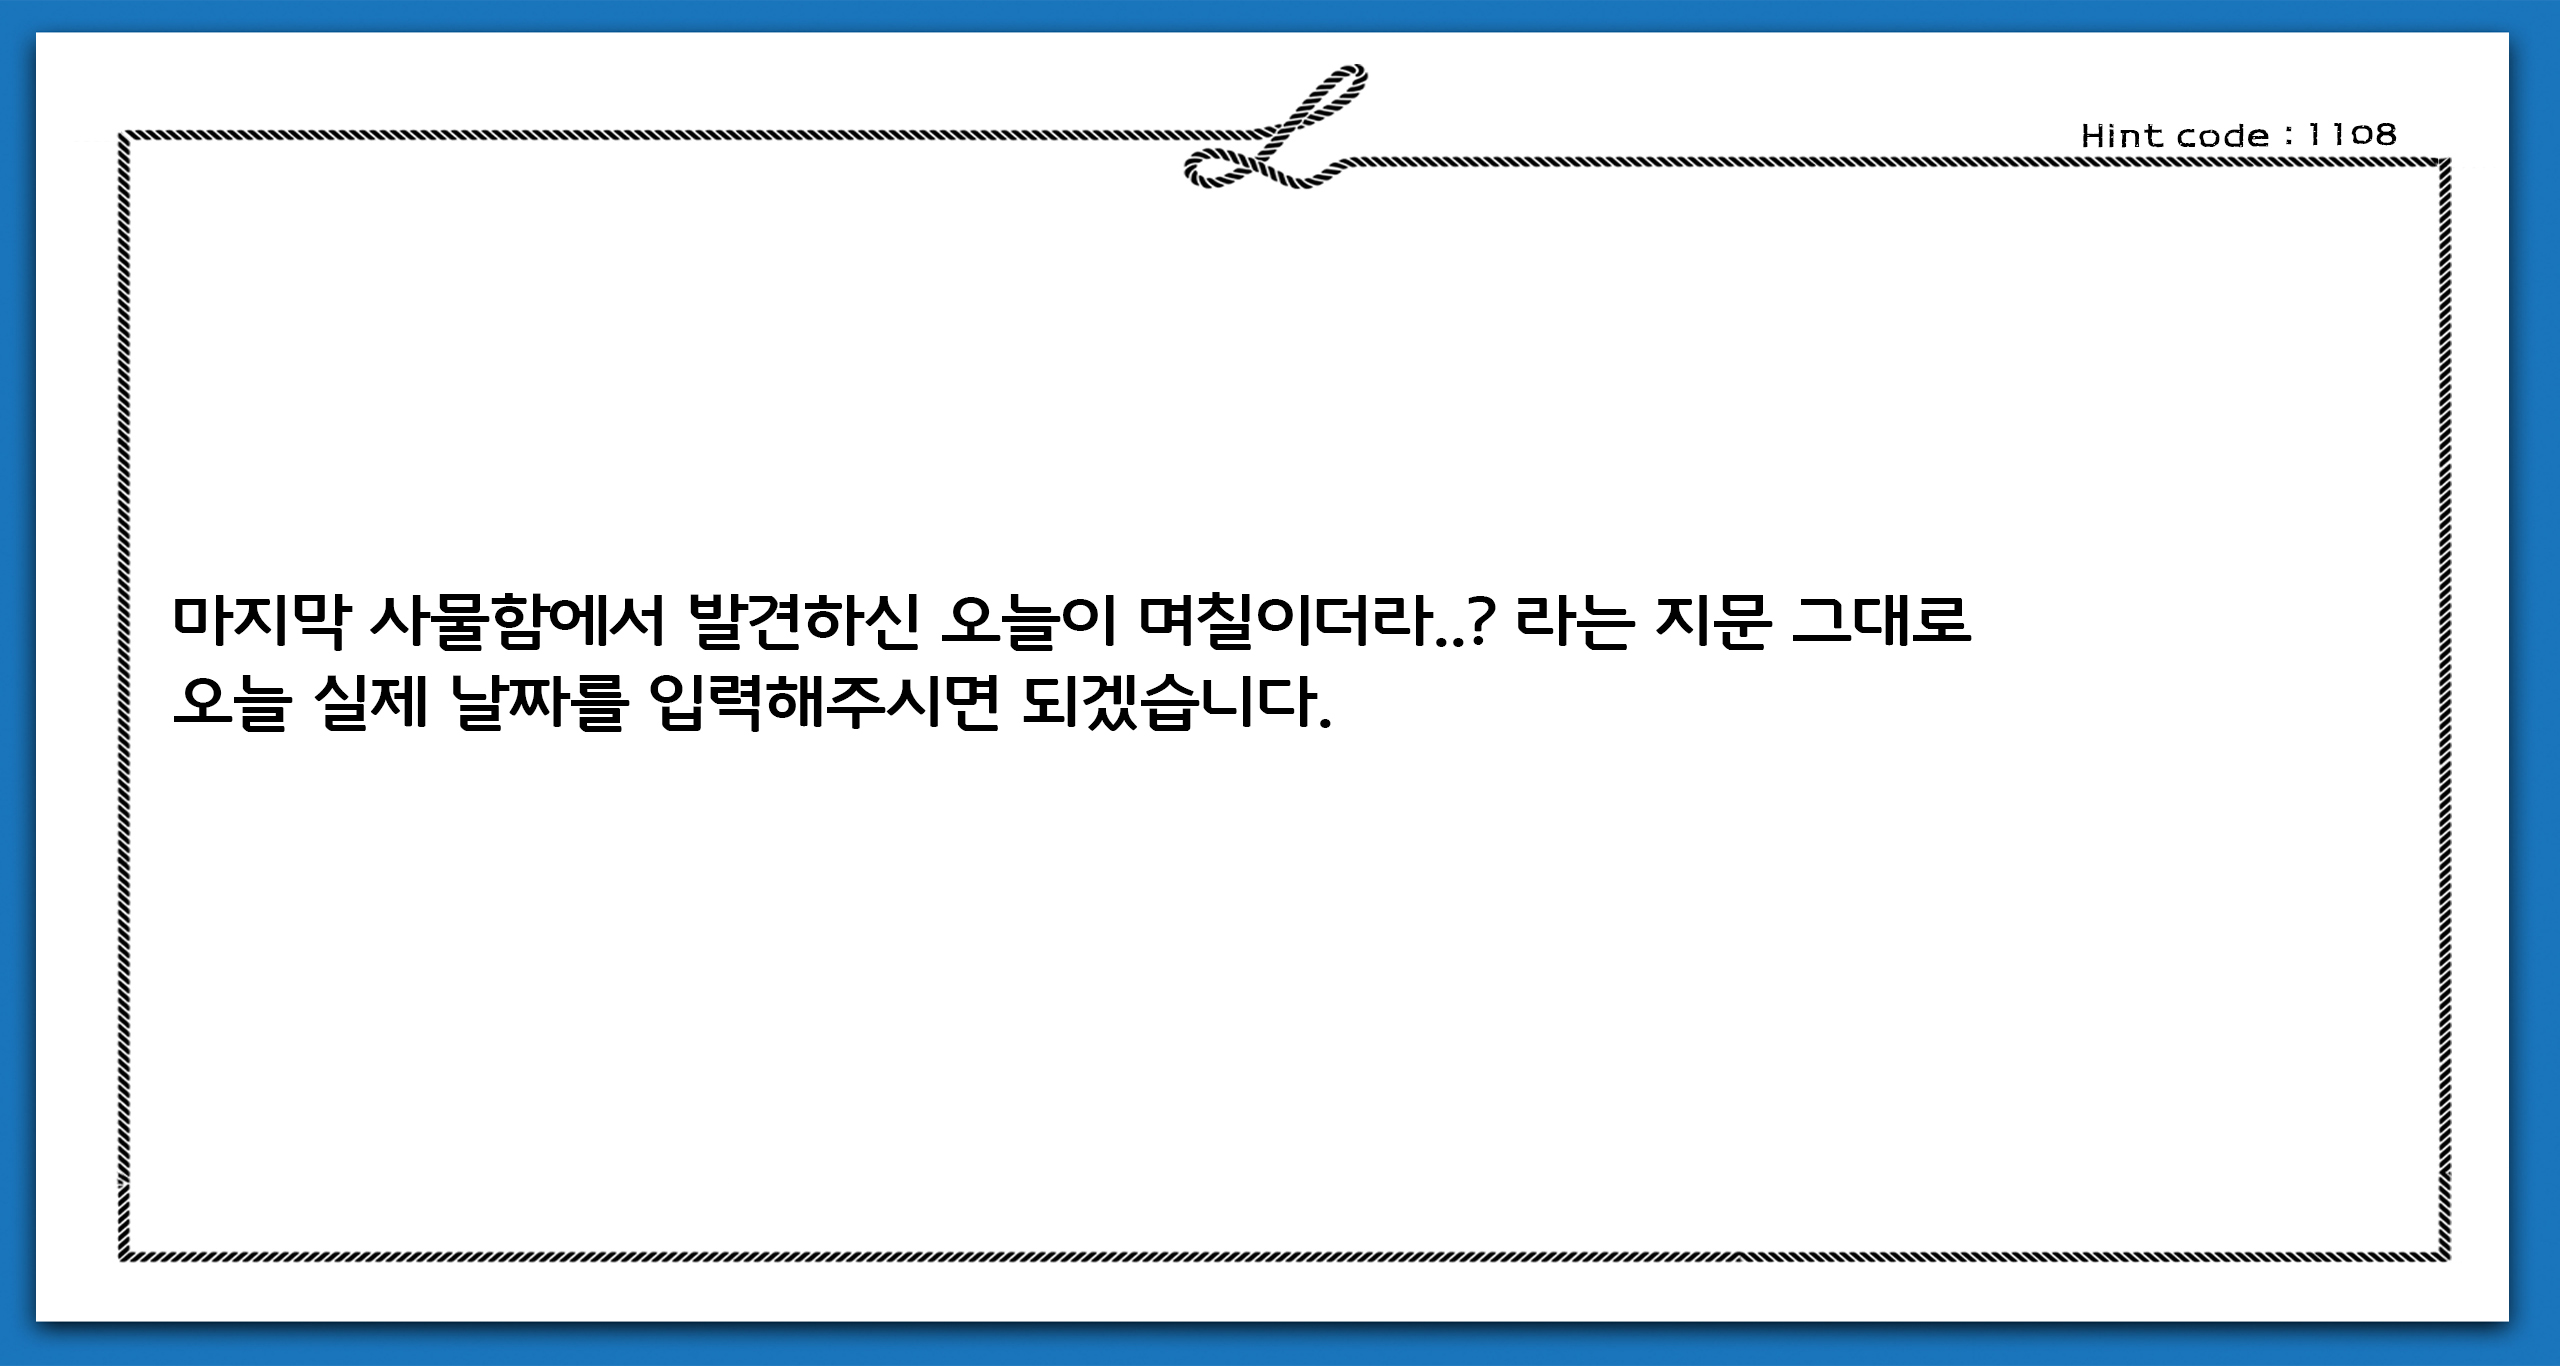 Hint code : 1108
마지막 사물함에서 발견하신 오늘이 며칠이더라..? 라는 지문 그대로
오늘 실제 날짜를 입력해주시면 되겠습니다.